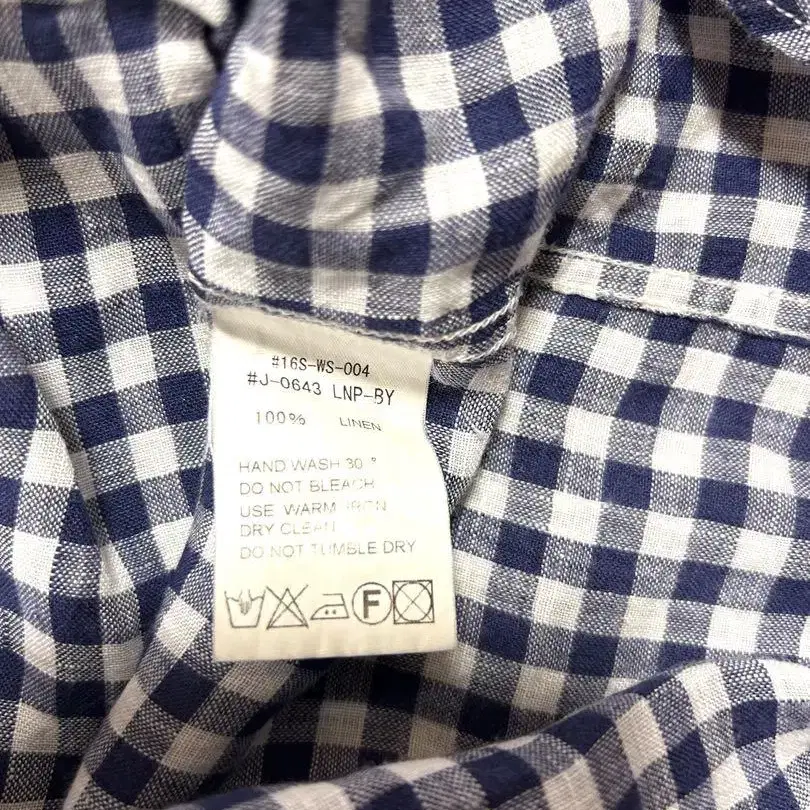 #16S-WS-004
#J-0643 LNP-BY
100% LINEN
HAND WASH 30 °
DO NOT BLEACH
USE WARM IRON
DRY CLEAN
DO NOT TUMBLE DRY
F